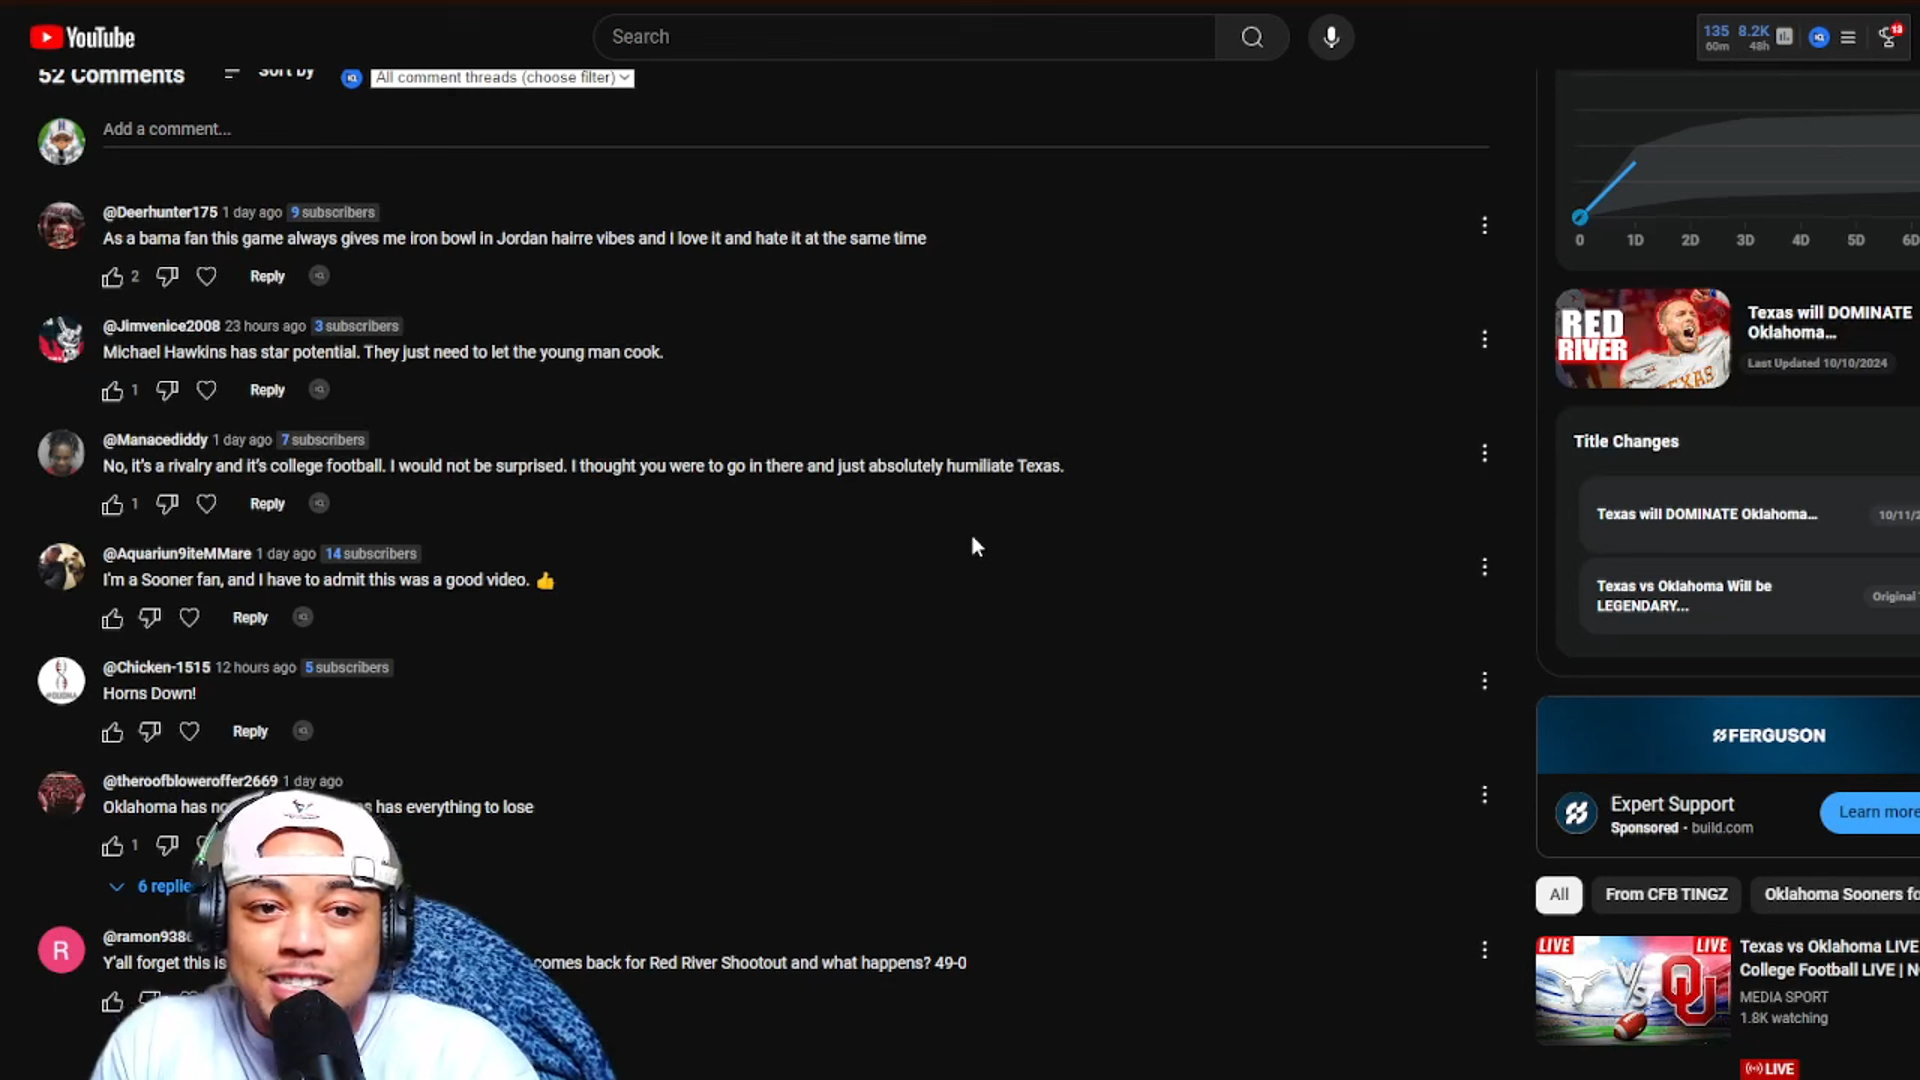 YouTube
Search
135 8.2K
60m 48h
13
52 Comments
Sort by
All comment threads (choose filter)
Add a comment...
@Deerhunter175 1 day ago 9 subscribers
As a bama fan this game always gives me iron bowl in Jordan hairre vibes and I love it and hate it at the same time
2 Reply
@Jimvenice2008 23 hours ago 3 subscribers
Michael Hawkins has star potential. They just need to let the young man cook.
1 Reply
@Manacediddy 1 day ago 7 subscribers
No, it's a rivalry and it's college football. I would not be surprised. I thought you were to go in there and just absolutely humiliate Texas.
1 Reply
@Aquariun9iteMMare 1 day ago 14 subscribers
I'm a Sooner fan, and I have to admit this was a good video. 👍
Reply
@Chicken-1515 12 hours ago 5 subscribers
Horns Down!
Reply
@theroofbloweroffer2669 1 day ago
Oklahoma has has everything to lose
1
6 replie
R
@ramon938
Y'all forget this is comes back for Red River Shootout and what happens? 49-0
0 1D 2D 3D 4D 5D 6D
RED
RIVER
TEXAS
Texas will DOMINATE
Oklahoma...
Last Updated 10/10/2024
Title Changes
Texas will DOMINATE Oklahoma...
10/11/2
Texas vs Oklahoma Will be
LEGENDARY...
Original
FERGUSON
Expert Support
Sponsored · build.com
Learn more
All
From CFB TINGZ
Oklahoma Sooners fo
LIVE
LIVE
VS
OU
Texas vs Oklahoma LIVE
College Football LIVE | N
MEDIA SPORT
1.8K watching
LIVE